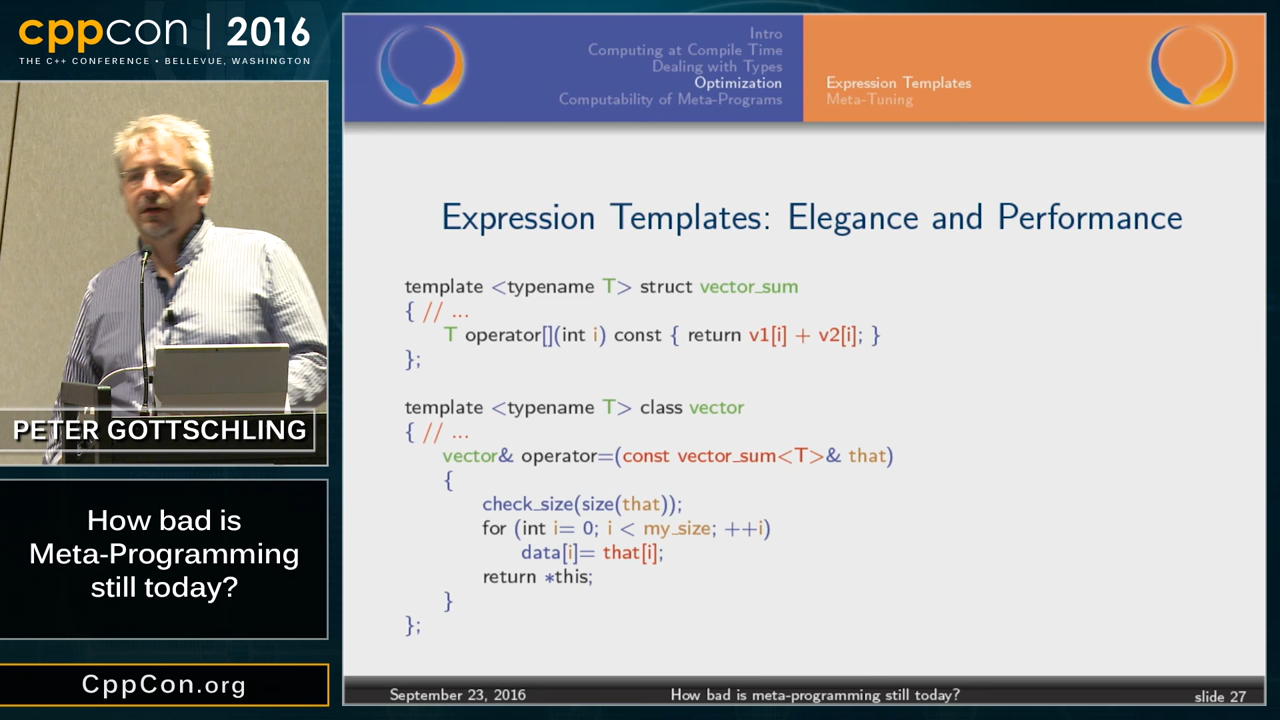 cppcon | 2016
THE C++ CONFERENCE • BELLEVUE, WASHINGTON
PETER GOTTSCHLING
How bad is
Meta-Programming
still today?
CppCon.org
Intro
Computing at Compile Time
Dealing with Types
Optimization
Computability of Meta-Programs
Expression Templates
Meta-Tuning
Expression Templates: Elegance and Performance
template <typename T> struct vector_sum
{ // ...
T operator[](int i) const { return v1[i] + v2[i]; }
};
template <typename T> class vector
{ // ...
vector& operator=(const vector_sum<T>& that)
{
check_size(size(that));
for (int i= 0; i < my_size; ++i)
data[i]= that[i];
return *this;
}
};
September 23, 2016
How bad is meta-programming still today?
slide 27